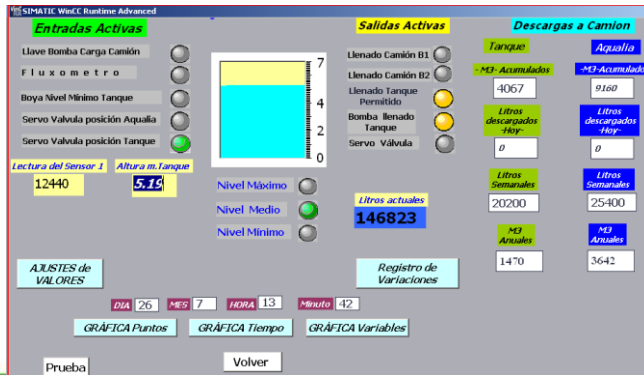 SIMATIC WinCC Runtime Advanced
Entradas Activas
Llave Bomba Carga Camión
Fluxometro
Boya Nivel Mínimo Tanque
Servo Valvula posición Aqualia
Servo Valvula posición Tanque
Lectura del Sensor 1
12440
Altura m.Tanque
5.19
7
4
2
0
Nivel Máximo
Nivel Medio
Nivel Mínimo
Salidas Activas
Llenado Camión B1
Llenado Camión B2
Llenado Tanque
Permitido
Bomba llenado
Tanque
Servo Válvula
Litros actuales
146823
Descargas a Camion
Tanque
Aqualia
- M3- Acumulados
-M3-Acumulado
4067
9160
Litros
descargados
-Hoy-
Litros
descargados
-Hoy-
0
0
Litros
Semanales
Litros
Semanales
20200
25400
M3
Anuales
M3
Anuales
1470
3642
AJUSTES de
VALORES
Registro de
Variaciones
DIA 26 MES 7 HORA 13 Minuto 42
GRÁFICA Puntos GRÁFICA Tiempo GRÁFICA Variables
Prueba
Volver